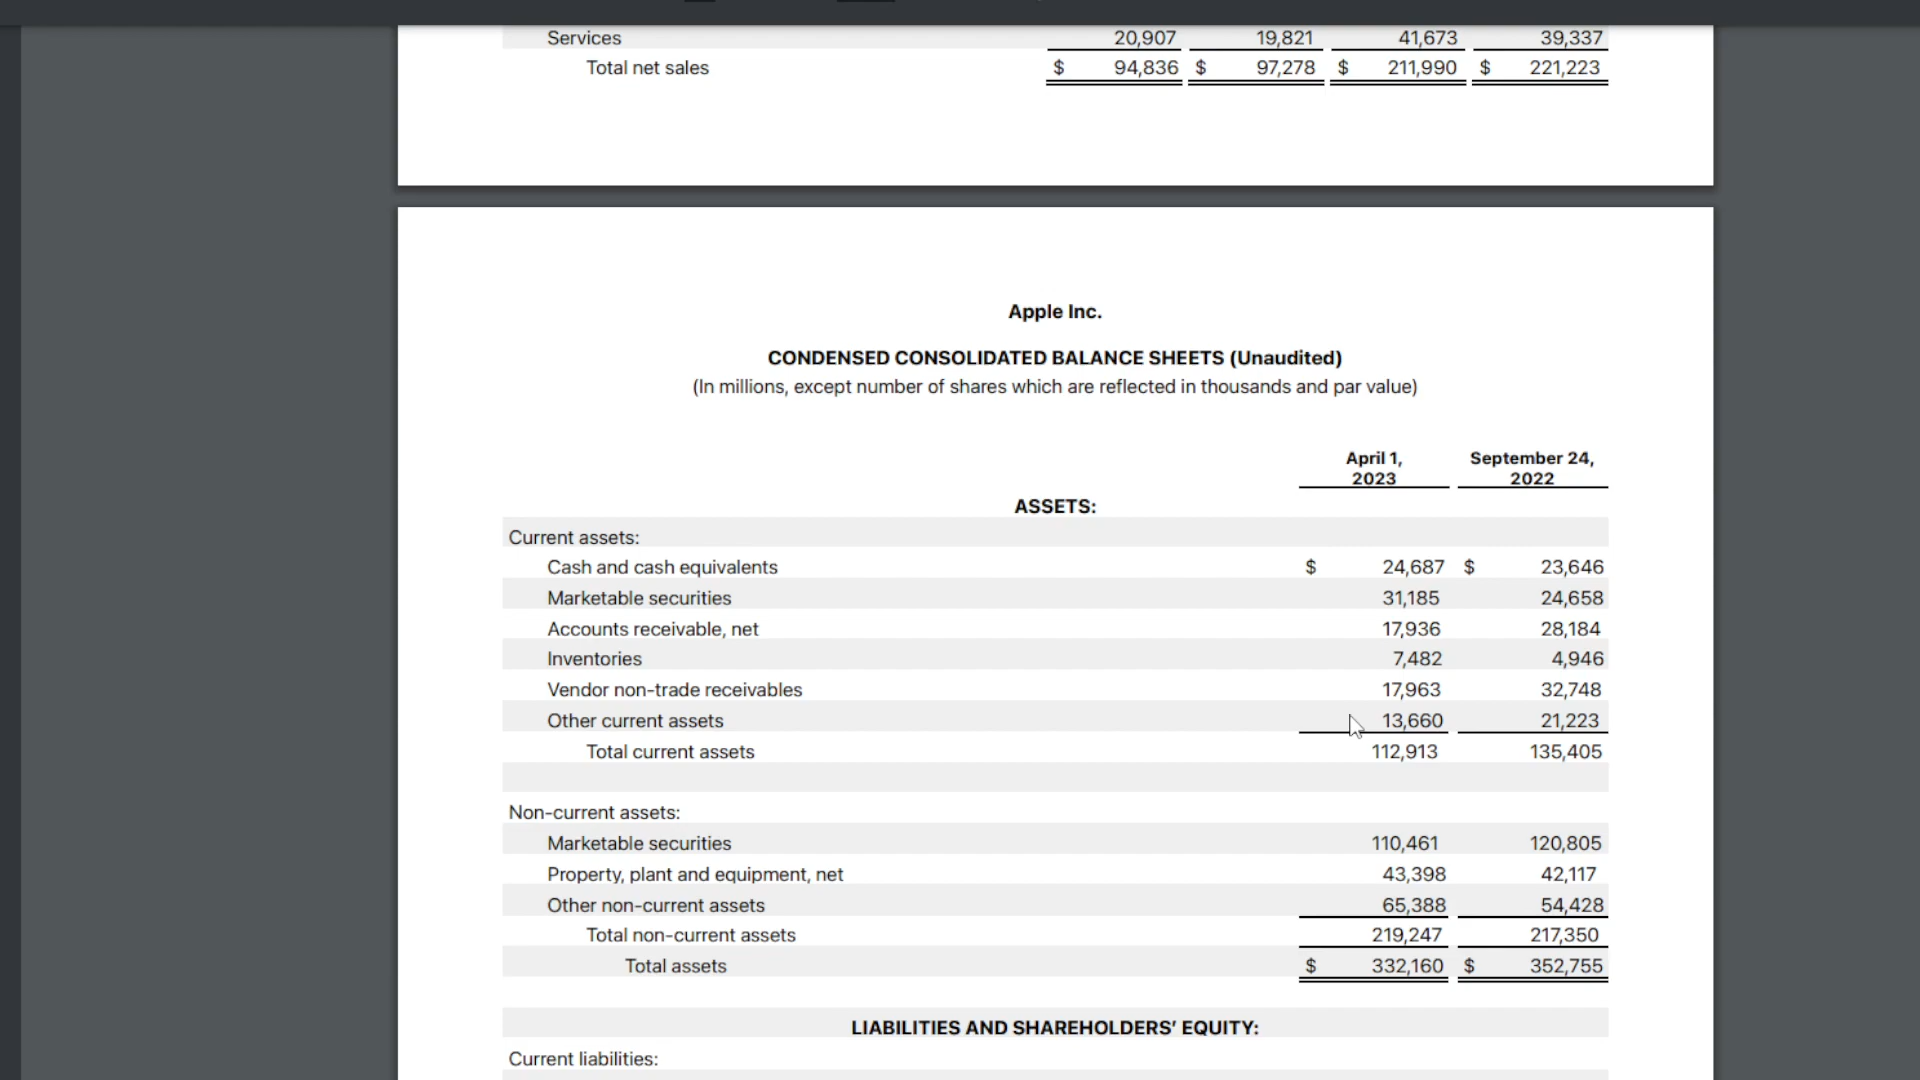 Services 20,907 19,821 41,673 39,337
Total net sales $ 94,836 $ 97,278 $ 211,990 $ 221,223
Apple Inc.
CONDENSED CONSOLIDATED BALANCE SHEETS (Unaudited)
(In millions, except number of shares which are reflected in thousands and par value)
April 1, September 24,
2023 2022
ASSETS:
Current assets:
Cash and cash equivalents $ 24,687 $ 23,646
Marketable securities 31,185 24,658
Accounts receivable, net 17,936 28,184
Inventories 7,482 4,946
Vendor non-trade receivables 17,963 32,748
Other current assets 13,660 21,223
Total current assets 112,913 135,405
Non-current assets:
Marketable securities 110,461 120,805
Property, plant and equipment, net 43,398 42,117
Other non-current assets 65,388 54,428
Total non-current assets 219,247 217,350
Total assets $ 332,160 $ 352,755
LIABILITIES AND SHAREHOLDERS’ EQUITY:
Current liabilities: